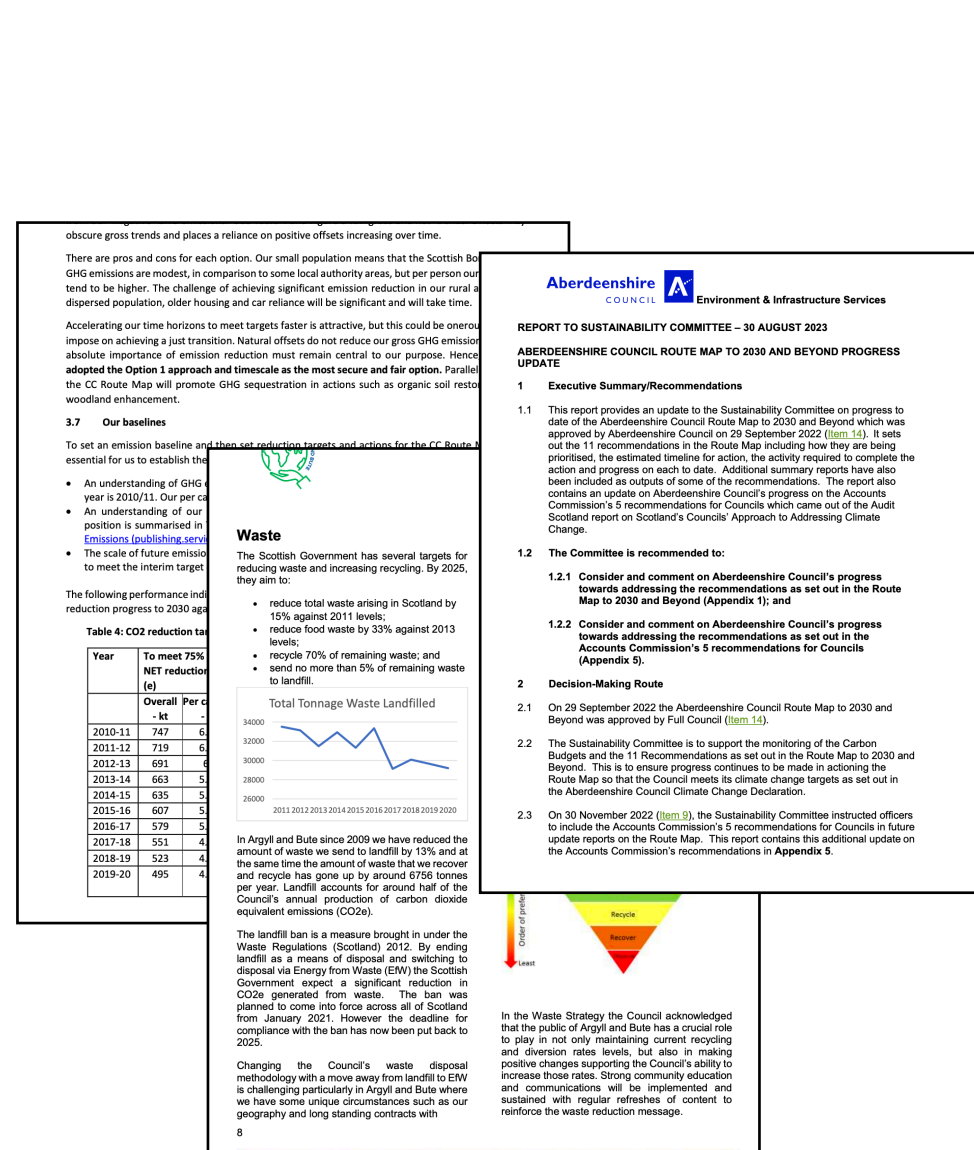 obscure gross trends and places a reliance on positive offsets increasing over time.
There are pros and cons for each option. Our small population means that the Scottish
GHG emissions are modest, in comparison to some local authority areas, but per person our
tend to be higher. The challenge of achieving significant emission reduction in our rural
dispersed population, older housing and car reliance will be significant and will take time.
Accelerating our time horizons to meet targets faster is attractive, but this could be
impose on achieving a just transition. Natural offsets do not reduce our gross GHG
absolute importance of emission reduction must remain central to our purpose. Hence,
adopted the Option 1 approach and timescale as the most secure and fair option. Parallel
the CC Route Map will promote GHG sequestration in actions such as organic soil
woodland enhancement.
3.7 Our baselines
To set an emission baseline and then set reduction targets and actions for the CC Route
essential for us to establish the
• An understanding of GHG
year is 2010/11. Our per
• An understanding of our
position is summarised in
Emissions (publishing.
• The scale of future
to meet the interim target
The following performance
reduction progress to 2030
Table 4: CO2 reduction
Year To meet 75%
NET reduction
(e)
Overall Per
- kt -
2010-11 747 6.
2011-12 719 6.
2012-13 691 6
2013-14 663 5.
2014-15 635 5.
2015-16 607 5.
2016-17 579 5.
2017-18 551 4.
2018-19 523 4.
2019-20 495 4.
Waste
The Scottish Government has several targets for
reducing waste and increasing recycling. By 2025,
they aim to:
• reduce total waste arising in Scotland by
15% against 2011 levels;
• reduce food waste by 33% against 2013
levels;
• recycle 70% of remaining waste; and
• send no more than 5% of remaining waste
to landfill.
Total Tonnage Waste Landfilled
34000
32000
30000
28000
26000
2011 2012 2013 2014 2015 2016 2017 2018 2019 2020
In Argyll and Bute since 2009 we have reduced the
amount of waste we send to landfill by 13% and at
the same time the amount of waste that we recover
and recycle has gone up by around 6756 tonnes
per year. Landfill accounts for around half of the
Council's annual production of carbon dioxide
equivalent emissions (CO2e).
The landfill ban is a measure brought in under the
Waste Regulations (Scotland) 2012. By ending
landfill as a means of disposal and switching to
disposal via Energy from Waste (EfW) the Scottish
Government expect a significant reduction in
CO2e generated from waste. The ban was
planned to come into force across all of Scotland
from January 2021. However the deadline for
compliance with the ban has now been put back to
2025.
Changing the Council's waste disposal
methodology with a move away from landfill to EfW
is challenging particularly in Argyll and Bute where
we have some unique circumstances such as our
geography and long standing contracts with
8
Order of
Least
Recycle
Recover
In the Waste Strategy the Council acknowledged
that the public of Argyll and Bute has a crucial role
to play in not only maintaining current recycling
and diversion rates levels, but also in making
positive changes supporting the Council's ability to
increase those rates. Strong community education
and communications will be implemented and
sustained with regular refreshes of content to
reinforce the waste reduction message.
Aberdeenshire
COUNCIL
Environment & Infrastructure Services
REPORT TO SUSTAINABILITY COMMITTEE – 30 AUGUST 2023
ABERDEENSHIRE COUNCIL ROUTE MAP TO 2030 AND BEYOND PROGRESS
UPDATE
1 Executive Summary/Recommendations
1.1 This report provides an update to the Sustainability Committee on progress to
date of the Aberdeenshire Council Route Map to 2030 and Beyond which was
approved by Aberdeenshire Council on 29 September 2022 (Item 14). It sets
out the 11 recommendations in the Route Map including how they are being
prioritised, the estimated timeline for action, the activity required to complete the
action and progress on each to date. Additional summary reports have also
been included as outputs of some of the recommendations. The report also
contains an update on Aberdeenshire Council's progress on the Accounts
Commission's 5 recommendations for Councils which came out of the Audit
Scotland report on Scotland's Councils' Approach to Addressing Climate
Change.
1.2 The Committee is recommended to:
1.2.1 Consider and comment on Aberdeenshire Council's progress
towards addressing the recommendations as set out in the Route
Map to 2030 and Beyond (Appendix 1); and
1.2.2 Consider and comment on Aberdeenshire Council's progress
towards addressing the recommendations as set out in the
Accounts Commission's 5 recommendations for Councils
(Appendix 5).
2 Decision-Making Route
2.1 On 29 September 2022 the Aberdeenshire Council Route Map to 2030 and
Beyond was approved by Full Council (Item 14).
2.2 The Sustainability Committee is to support the monitoring of the Carbon
Budgets and the 11 Recommendations as set out in the Route Map to 2030 and
Beyond. This is to ensure progress continues to be made in actioning the
Route Map so that the Council meets its climate change targets as set out in
the Aberdeenshire Council Climate Change Declaration.
2.3 On 30 November 2022 (Item 9), the Sustainability Committee instructed officers
to include the Accounts Commission's 5 recommendations for Councils in future
update reports on the Route Map. This report contains this additional update on
the Accounts Commission's recommendations in Appendix 5.